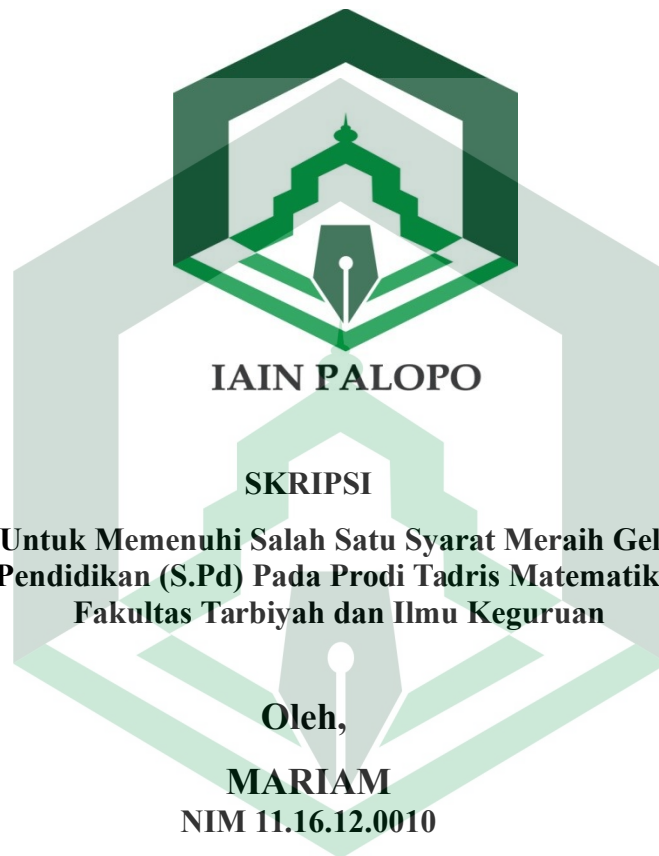 IAIN PALOPO
SKRIPSI
Untuk Memenuhi Salah Satu Syarat Meraih Gel
Pendidikan (S.Pd) Pada Prodi Tadris Matematik
Fakultas Tarbiyah dan Ilmu Keguruan
Oleh,
MARIAM
NIM 11.16.12.0010